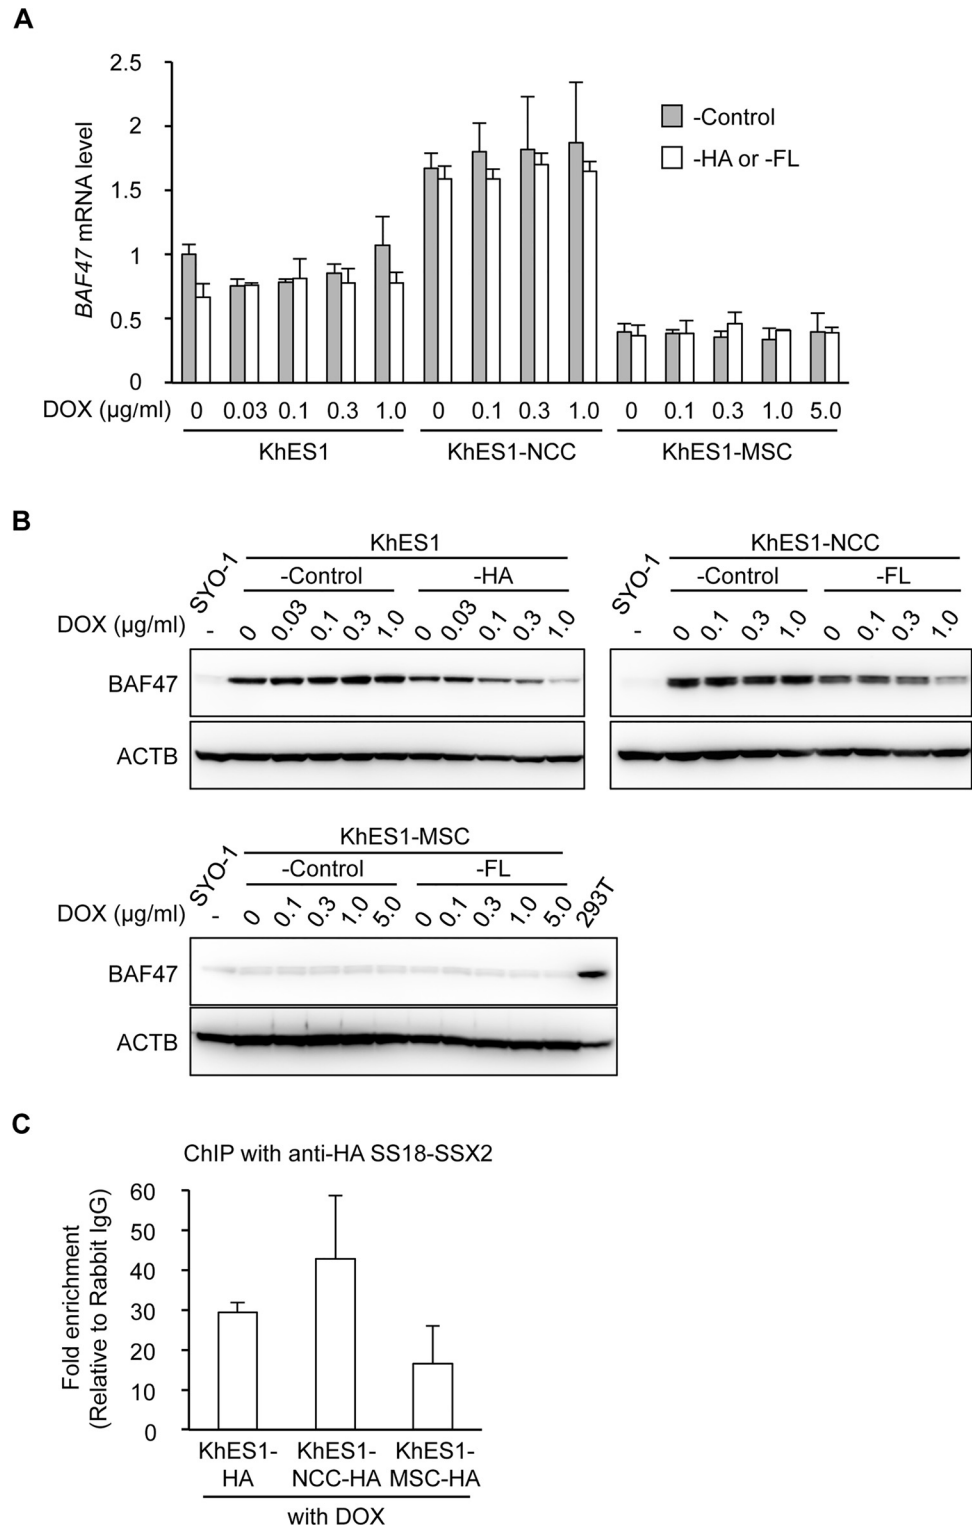 A
BAF47 mRNA level
2.5
2
1.5
1
0.5
0
-Control
-HA or -FL
DOX (μg/ml) 0 0.03 0.1 0.3 1.0 0 0.1 0.3 1.0 0 0.1 0.3 1.0 5.0
KhES1 KhES1-NCC KhES1-MSC
B
KhES1
SYO-1 -Control -HA
DOX (μg/ml) - 0 0.03 0.1 0.3 1.0 0 0.03 0.1 0.3 1.0
BAF47
ACTB
KhES1-NCC
SYO-1 -Control -FL
- 0 0.1 0.3 1.0 0 0.1 0.3 1.0
KhES1-MSC
SYO-1 -Control -FL 293T
DOX (μg/ml) - 0 0.1 0.3 1.0 5.0 0 0.1 0.3 1.0 5.0
BAF47
ACTB
C
ChIP with anti-HA SS18-SSX2
Fold enrichment
(Relative to Rabbit IgG)
60
50
40
30
20
10
0
KhES1- KhES1- KhES1-
HA NCC-HA MSC-HA
with DOX